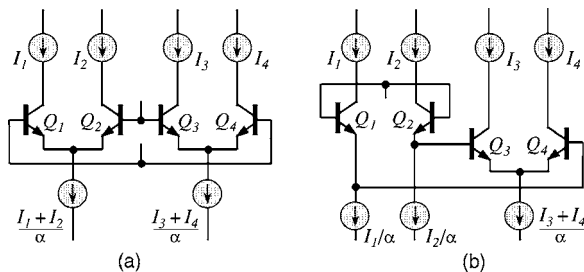 I1 I2 I3 I4 I1 I2 I3 I4
Q1 Q2 Q3 Q4 Q1 Q2 Q3 Q4
I1 + I2
α
I3 + I4
α
I1/α I2/α
I3 + I4
α
(a) (b)